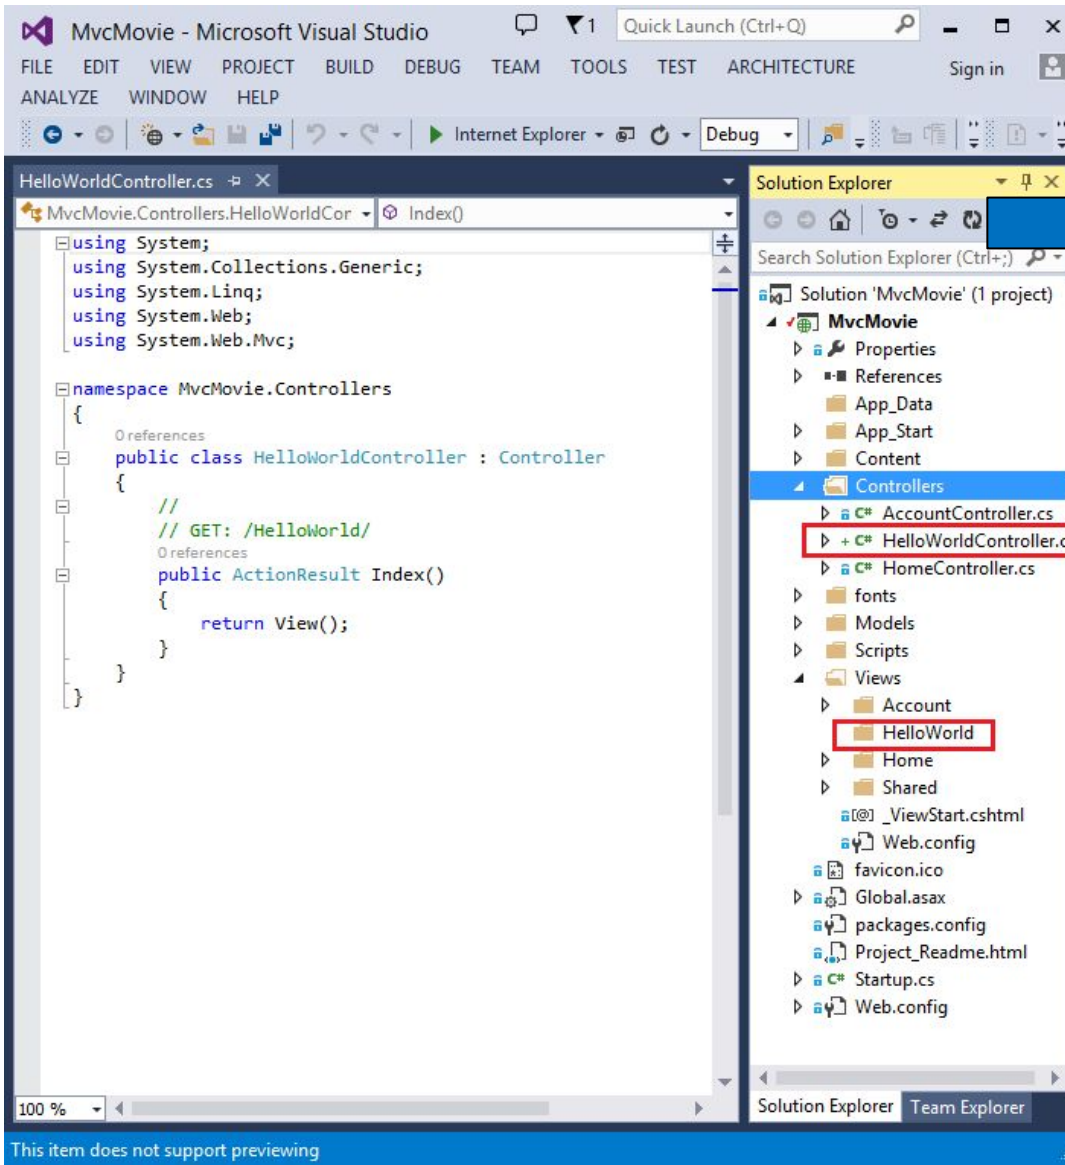 MvcMovie - Microsoft Visual Studio
1
Quick Launch (Ctrl+Q)
FILE EDIT VIEW PROJECT BUILD DEBUG TEAM TOOLS TEST ARCHITECTURE Sign in
ANALYZE WINDOW HELP
Internet Explorer Debug
HelloWorldController.cs
MvcMovie.Controllers.HelloWorldCor Index()
using System;
using System.Collections.Generic;
using System.Linq;
using System.Web;
using System.Web.Mvc;
namespace MvcMovie.Controllers
{
0 references
public class HelloWorldController : Controller
{
//
// GET: /HelloWorld/
0 references
public ActionResult Index()
{
return View();
}
}
}
100 %
Solution Explorer
Search Solution Explorer (Ctrl+;)
Solution 'MvcMovie' (1 project)
MvcMovie
Properties
References
App_Data
App_Start
Content
Controllers
C# AccountController.cs
+ C# HelloWorldController.c
C# HomeController.cs
fonts
Models
Scripts
Views
Account
HelloWorld
Home
Shared
[@] _ViewStart.cshtml
Web.config
favicon.ico
Global.asax
packages.config
Project_Readme.html
C# Startup.cs
Web.config
Solution Explorer Team Explorer
This item does not support previewing